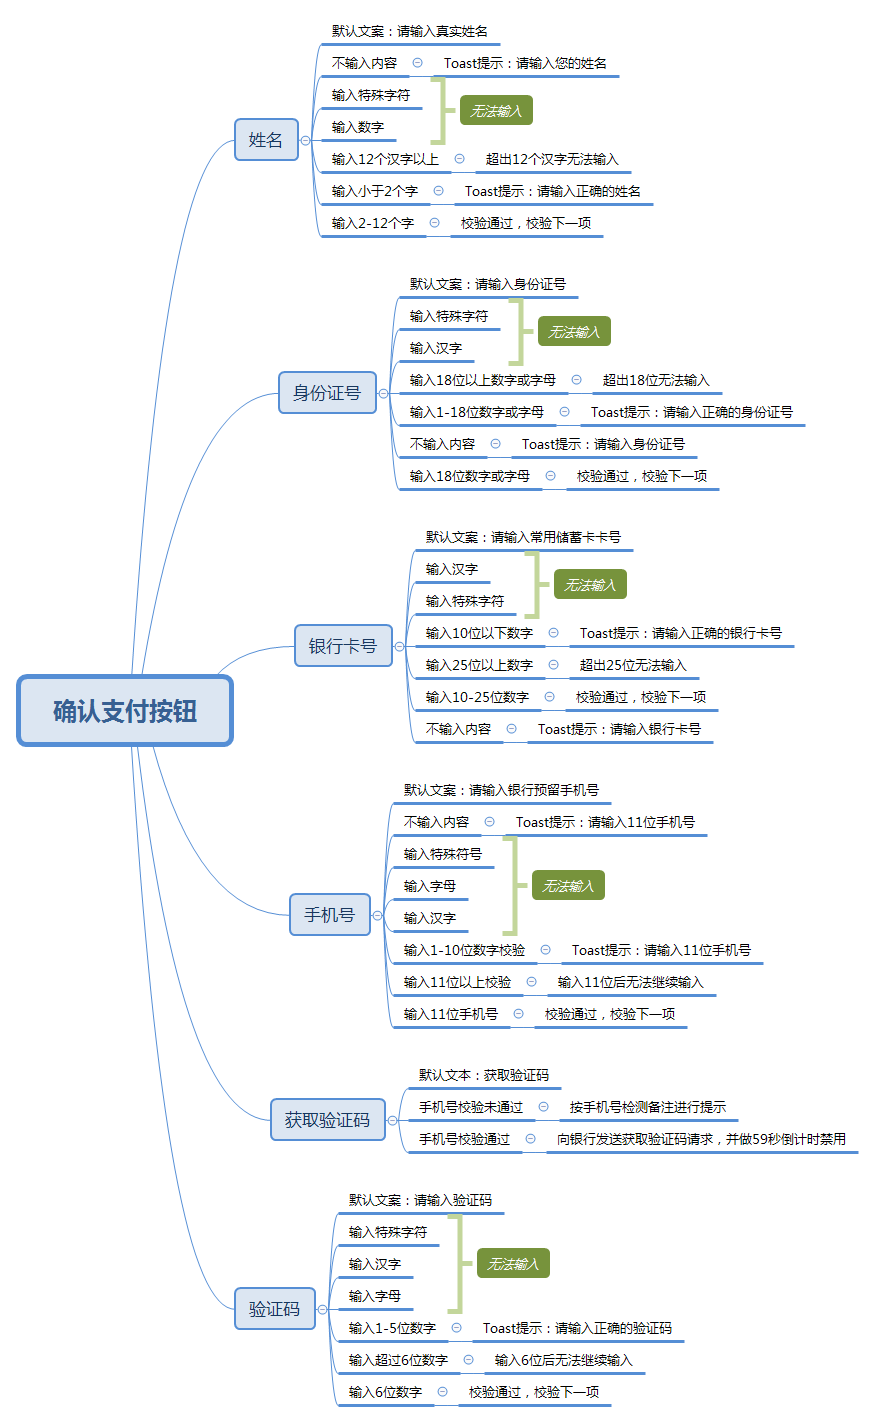 确认支付按钮
姓名
默认文案：请输入真实姓名
不输入内容 Toast提示：请输入您的姓名
输入特殊字符
输入数字
无法输入
输入12个汉字以上 超出12个汉字无法输入
输入小于2个字 Toast提示：请输入正确的姓名
输入2-12个字 校验通过，校验下一项
身份证号
默认文案：请输入身份证号
输入特殊字符
输入汉字
无法输入
输入18位以上数字或字母 超出18位无法输入
输入1-18位数字或字母 Toast提示：请输入正确的身份证号
不输入内容 Toast提示：请输入身份证号
输入18位数字或字母 校验通过，校验下一项
银行卡号
默认文案：请输入常用储蓄卡卡号
输入汉字
输入特殊字符
无法输入
输入10位以下数字 Toast提示：请输入正确的银行卡号
输入25位以上数字 超出25位无法输入
输入10-25位数字 校验通过，校验下一项
不输入内容 Toast提示：请输入银行卡号
手机号
默认文案：请输入银行预留手机号
不输入内容 Toast提示：请输入11位手机号
输入特殊符号
输入字母
输入汉字
无法输入
输入1-10位数字校验 Toast提示：请输入11位手机号
输入11位以上校验 输入11位后无法继续输入
输入11位手机号 校验通过，校验下一项
获取验证码
默认文本：获取验证码
手机号校验未通过 按手机号检测备注进行提示
手机号校验通过 向银行发送获取验证码请求，并做59秒倒计时禁用
验证码
默认文案：请输入验证码
输入特殊字符
输入汉字
输入字母
无法输入
输入1-5位数字 Toast提示：请输入正确的验证码
输入超过6位数字 输入6位后无法继续输入
输入6位数字 校验通过，校验下一项